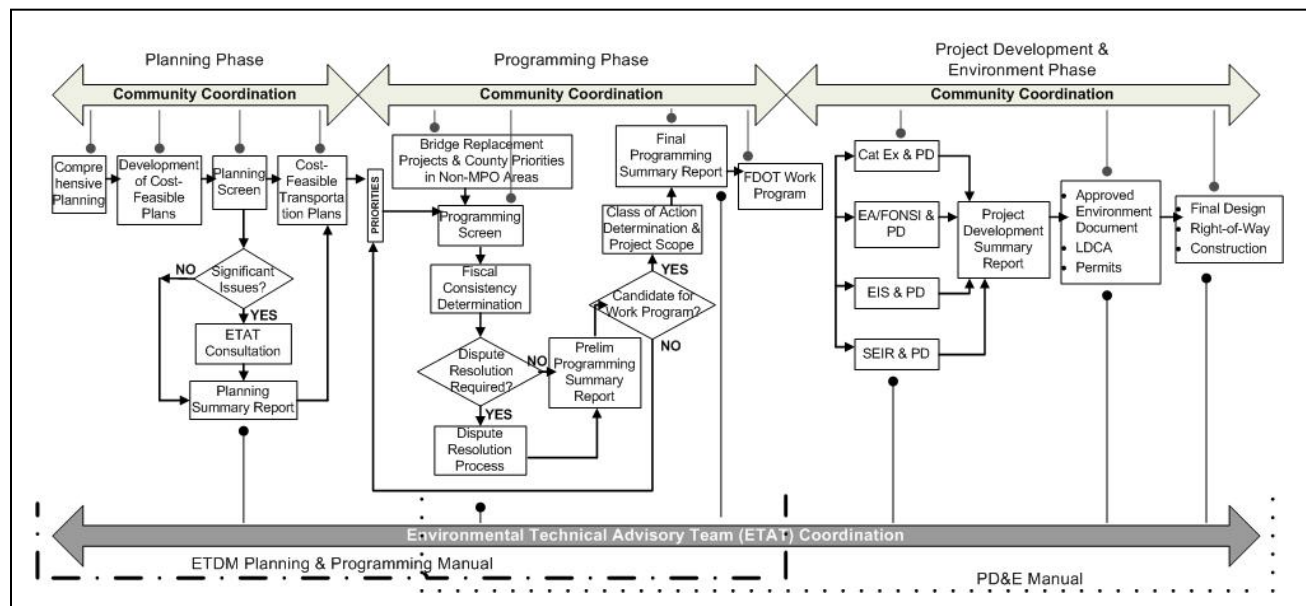 Planning Phase
Community Coordination
Compre
hensive
Planning
Development
of Cost-
Feasible
Plans
Planning
Screen
Cost-
Feasible
Transporta
tion Plans
NO
Significant
Issues?
YES
ETAT
Consultation
Planning
Summary Report
Programming Phase
Community Coordination
PRIORITIES
Bridge Replacement
Projects & County Priorities
in Non-MPO Areas
Programming
Screen
Fiscal
Consistency
Determination
Dispute
Resolution
Required?
NO
YES
Dispute
Resolution
Process
Prelim
Programming
Summary
Report
Candidate for
Work Program?
YES
NO
Class of Action
Determination &
Project Scope
Final
Programming
Summary Report
FDOT Work
Program
Project Development &
Environment Phase
Community Coordination
Cat Ex & PD
EA/FONSI &
PD
EIS & PD
SEIR & PD
Project
Development
Summary
Report
• Approved
Environment
Document
• LDCA
• Permits
• Final Design
• Right-of-Way
• Construction
Environmental Technical Advisory Team (ETAT) Coordination
ETDM Planning & Programming Manual
PD&E Manual